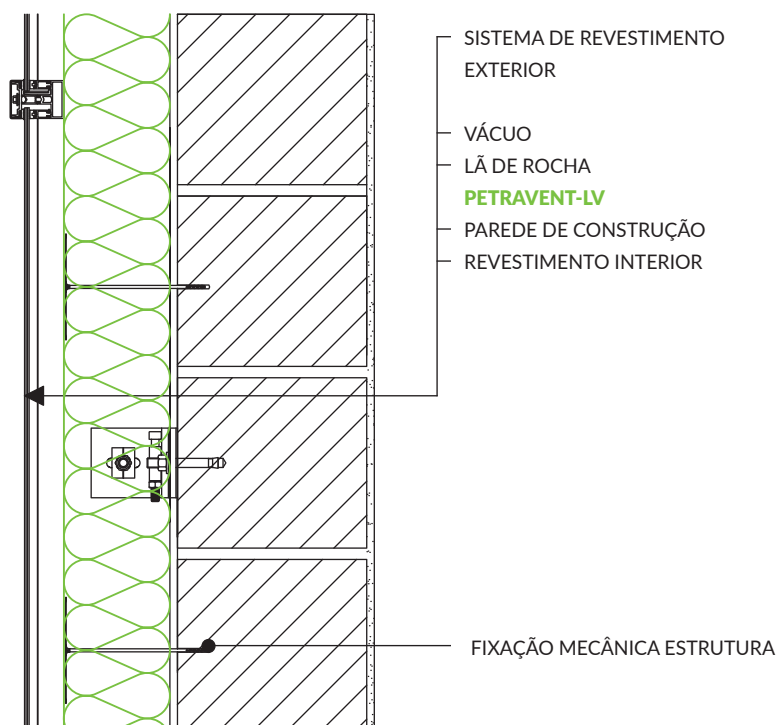 SISTEMA DE REVESTIMENTO
EXTERIOR
VÁCUO
LÃ DE ROCHA
PETRAVENT-LV
PAREDE DE CONSTRUÇÃO
REVESTIMENTO INTERIOR
FIXAÇÃO MECÂNICA ESTRUTURA